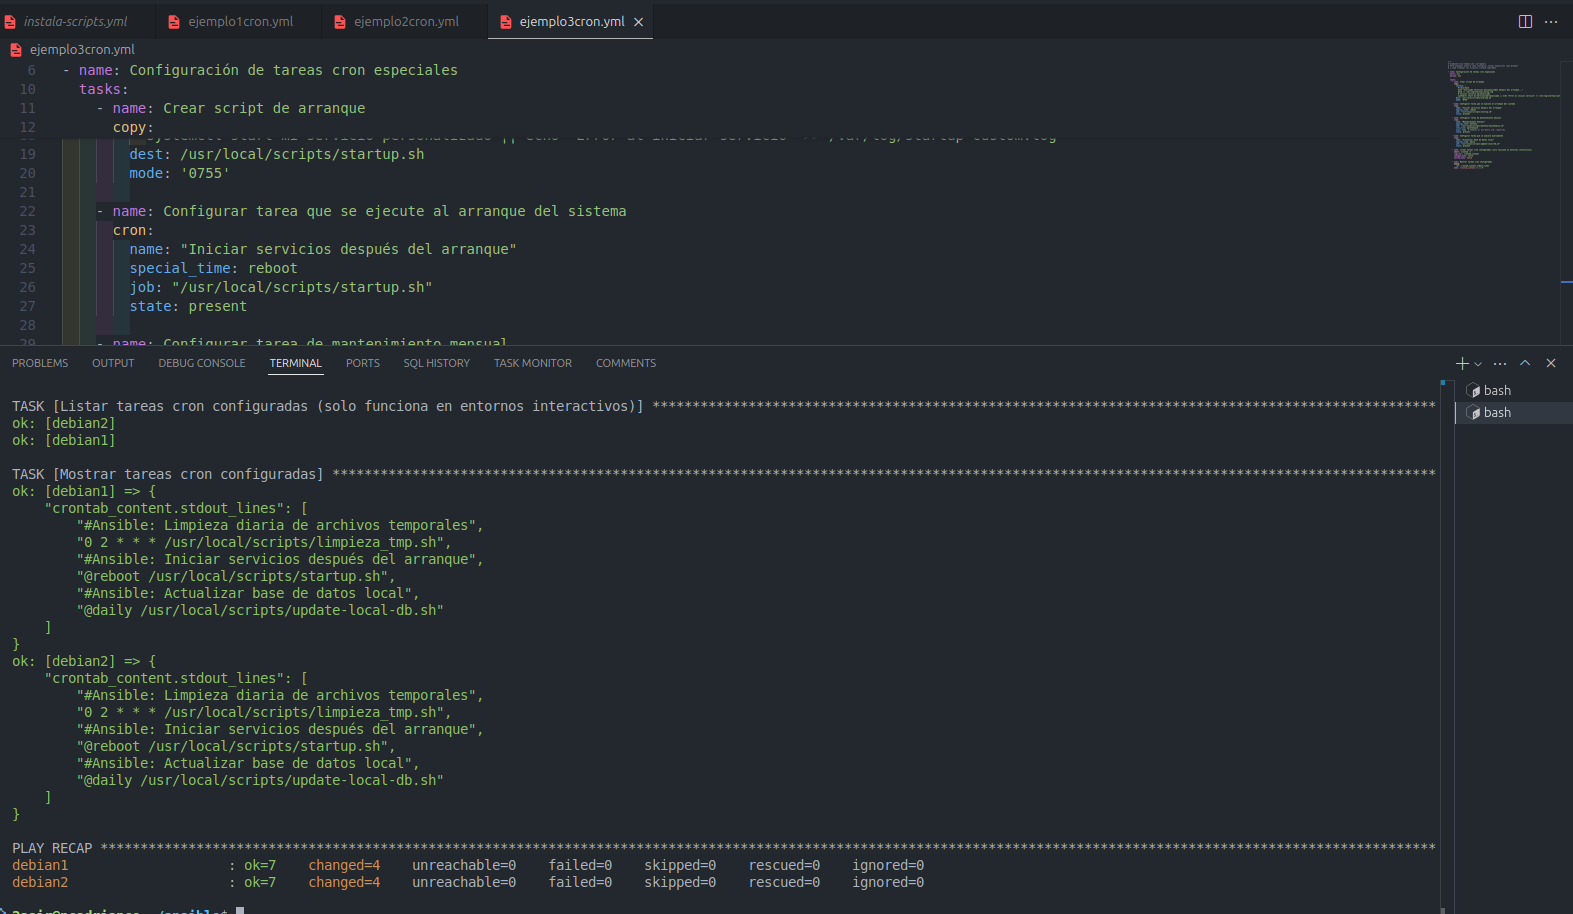 instala-scripts.yml ejemplo1cron.yml ejemplo2cron.yml ejemplo3cron.yml
ejemplo3cron.yml
6 - name: Configuración de tareas cron especiales
10 tasks:
11 - name: Crear script de arranque
12 copy:
19 dest: /usr/local/scripts/startup.sh
20 mode: '0755'
21
22 - name: Configurar tarea que se ejecute al arranque del sistema
23 cron:
24 name: "Iniciar servicios después del arranque"
25 special_time: reboot
26 job: "/usr/local/scripts/startup.sh"
27 state: present
28
29 - name: Configurar tarea de mantenimiento mensual
PROBLEMS OUTPUT DEBUG CONSOLE TERMINAL PORTS SQL HISTORY TASK MONITOR COMMENTS
bash
bash
TASK [Listar tareas cron configuradas (solo funciona en entornos interactivos)] **************************************************************************************************
ok: [debian2]
ok: [debian1]
TASK [Mostrar tareas cron configuradas] ******************************************************************************************************************************************
ok: [debian1] => {
"crontab_content.stdout_lines": [
"#Ansible: Limpieza diaria de archivos temporales",
"0 2 * * * /usr/local/scripts/limpieza_tmp.sh",
"#Ansible: Iniciar servicios después del arranque",
"@reboot /usr/local/scripts/startup.sh",
"#Ansible: Actualizar base de datos local",
"@daily /usr/local/scripts/update-local-db.sh"
]
}
ok: [debian2] => {
"crontab_content.stdout_lines": [
"#Ansible: Limpieza diaria de archivos temporales",
"0 2 * * * /usr/local/scripts/limpieza_tmp.sh",
"#Ansible: Iniciar servicios después del arranque",
"@reboot /usr/local/scripts/startup.sh",
"#Ansible: Actualizar base de datos local",
"@daily /usr/local/scripts/update-local-db.sh"
]
}
PLAY RECAP ***********************************************************************************************************************************************************************
debian1 : ok=7 changed=4 unreachable=0 failed=0 skipped=0 rescued=0 ignored=0
debian2 : ok=7 changed=4 unreachable=0 failed=0 skipped=0 rescued=0 ignored=0